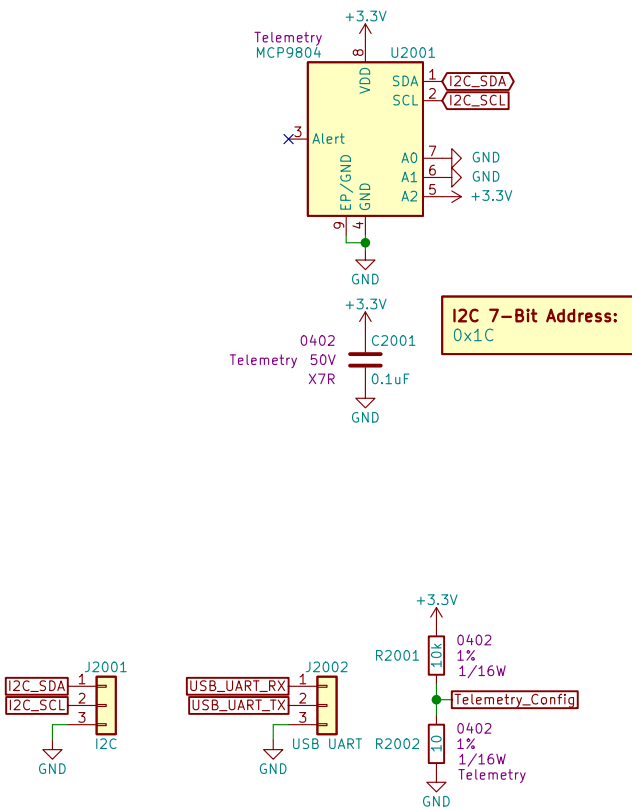 +3.3V
Telemetry
MCP9804
U2001
8
VDD
SDA 1 I2C_SDA
SCL 2 I2C_SCL
3 Alert
A0 7 GND
A1 6 GND
A2 5 +3.3V
EP/GND
GND
9
4
GND
+3.3V
I2C 7-Bit Address:
0x1C
0402 C2001
Telemetry 50V
X7R 0.1uF
GND
+3.3V
R2001 10k 0402
1%
1/16W
J2001
I2C_SDA 1
I2C_SCL 2
3
I2C
GND
J2002
USB_UART_RX 1
USB_UART_TX 2
3
USB UART
GND
Telemetry_Config
R2002 10 0402
1%
1/16W
Telemetry
GND